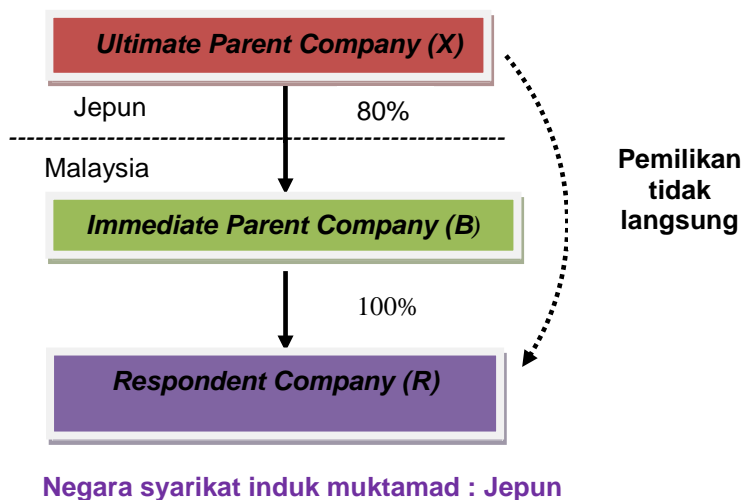 Ultimate Parent Company (X)
Jepun
80%
Malaysia
Pemilikan
tidak
langsung
Immediate Parent Company (B)
100%
Respondent Company (R)
Negara syarikat induk muktamad : Jepun